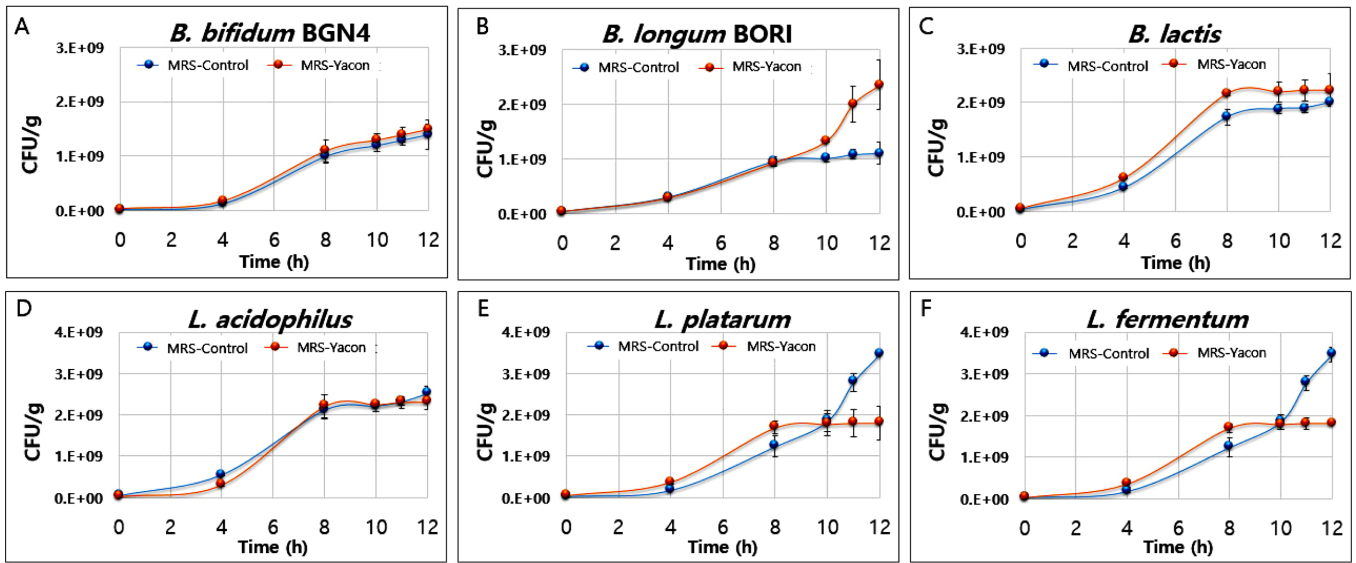 A
B. bifidum BGN4
3.E+09
MRS-Control
MRS-Yacon
2.E+09
1.E+09
0.E+00
CFU/g
0 2 4 6 8 10 12
Time (h)
B
B. longum BORI
3.E+09
MRS-Control
MRS-Yacon
2.E+09
1.E+09
0.E+00
CFU/g
0 2 4 6 8 10 12
Time (h)
C
B. lactis
3.E+09
MRS-Control
MRS-Yacon
2.E+09
1.E+09
0.E+00
CFU/g
0 2 4 6 8 10 12
Time (h)
D
L. acidophilus
4.E+09
MRS-Control
MRS-Yacon
3.E+09
2.E+09
1.E+09
0.E+00
CFU/g
0 2 4 6 8 10 12
Time (h)
E
L. platarum
4.E+09
MRS-Control
MRS-Yacon
3.E+09
2.E+09
1.E+09
0.E+00
CFU/g
0 2 4 6 8 10 12
Time (h)
F
L. fermentum
4.E+09
MRS-Control
MRS-Yacon
3.E+09
2.E+09
1.E+09
0.E+00
CFU/g
0 2 4 6 8 10 12
Time (h)